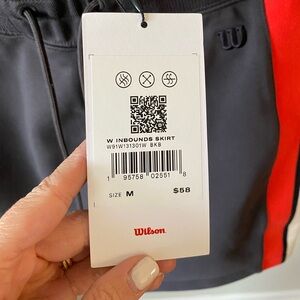 W
W INBOUNDS SKIRT
W91W131301W BKB
1 95758 02551 8
SIZE M $58
Wilson